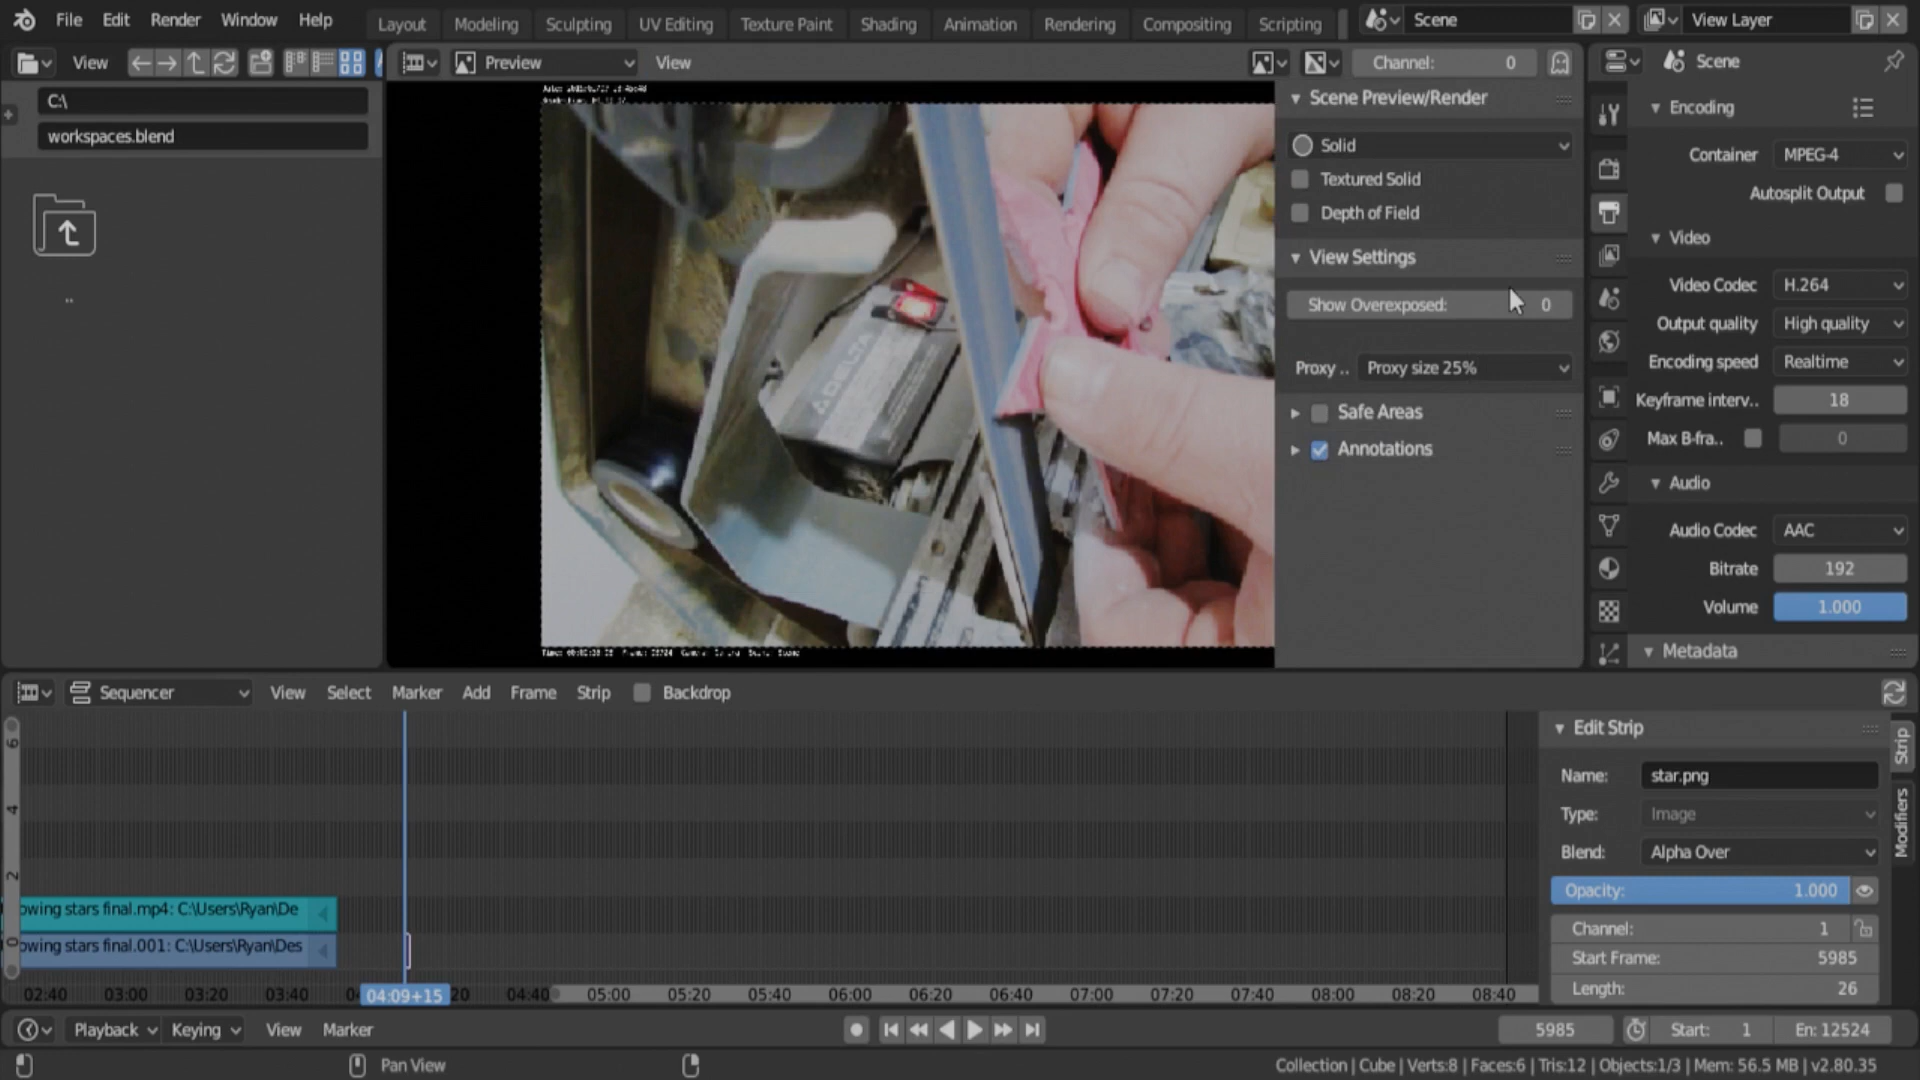 File Edit Render Window Help Layout Modeling Sculpting UV Editing Texture Paint Shading Animation Rendering Compositing Scripting Scene View Layer
View Preview View Channel: 0 Scene
C:\
workspaces.blend
..
DELTA
Scene Preview/Render
Solid
Textured Solid
Depth of Field
View Settings
Show Overexposed: 0
Proxy .. Proxy size 25%
Safe Areas
Annotations
Encoding
Container MPEG-4
Autosplit Output
Video
Video Codec H.264
Output quality High quality
Encoding speed Realtime
Keyframe interv.. 18
Max B-fra.. 0
Audio
Audio Codec AAC
Bitrate 192
Volume 1.000
Metadata
Sequencer View Select Marker Add Frame Strip Backdrop
6
4
2
0
owing stars final.mp4: C:\Users\Ryan\De
owing stars final.001: C:\Users\Ryan\Des
02:40 03:00 03:20 03:40 04:09+15 20 04:40 05:00 05:20 05:40 06:00 06:20 06:40 07:00 07:20 07:40 08:00 08:20 08:40
Edit Strip
Name: star.png
Type: Image
Blend: Alpha Over
Opacity: 1.000
Channel: 1
Start Frame: 5985
Length: 26
Strip
Modifiers
Playback Keying View Marker 5985 Start: 1 En: 12524
Pan View Collection | Cube | Verts:8 | Faces:6 | Tris:12 | Objects:1/3 | Mem: 56.5 MB | v2.80.35